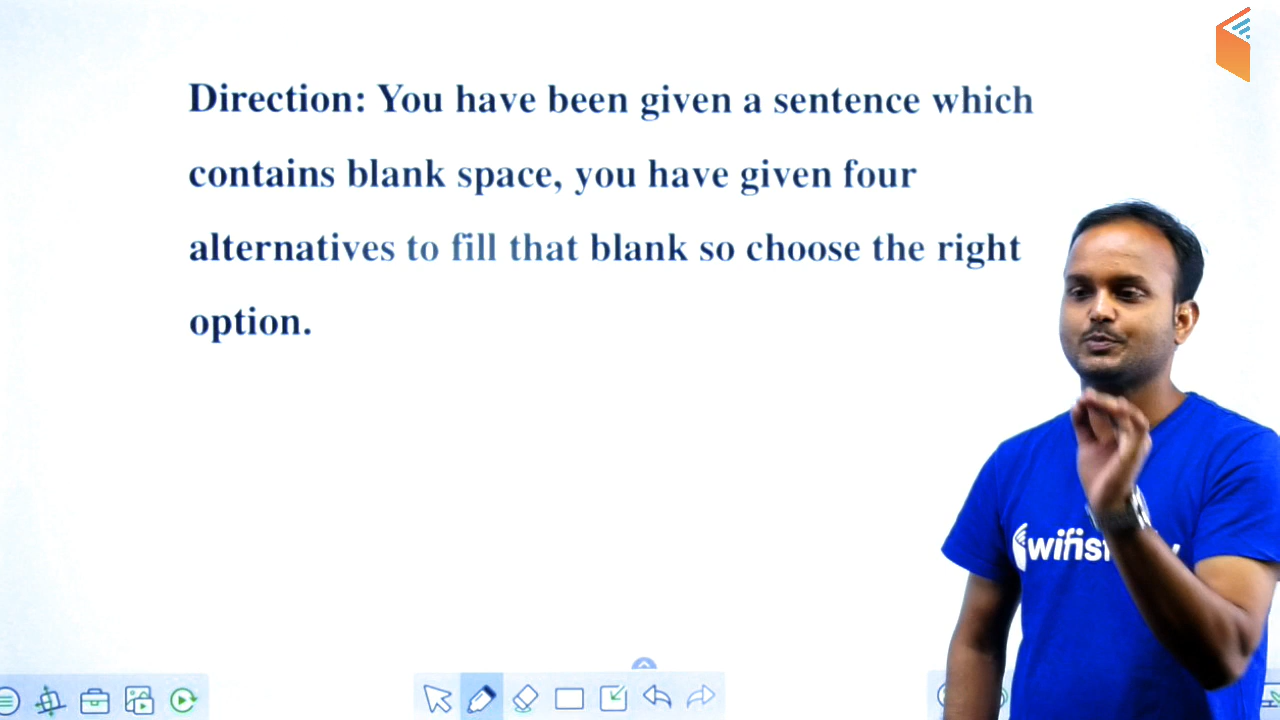 Direction: You have been given a sentence which
contains blank space, you have given four
alternatives to fill that blank so choose the right
option.